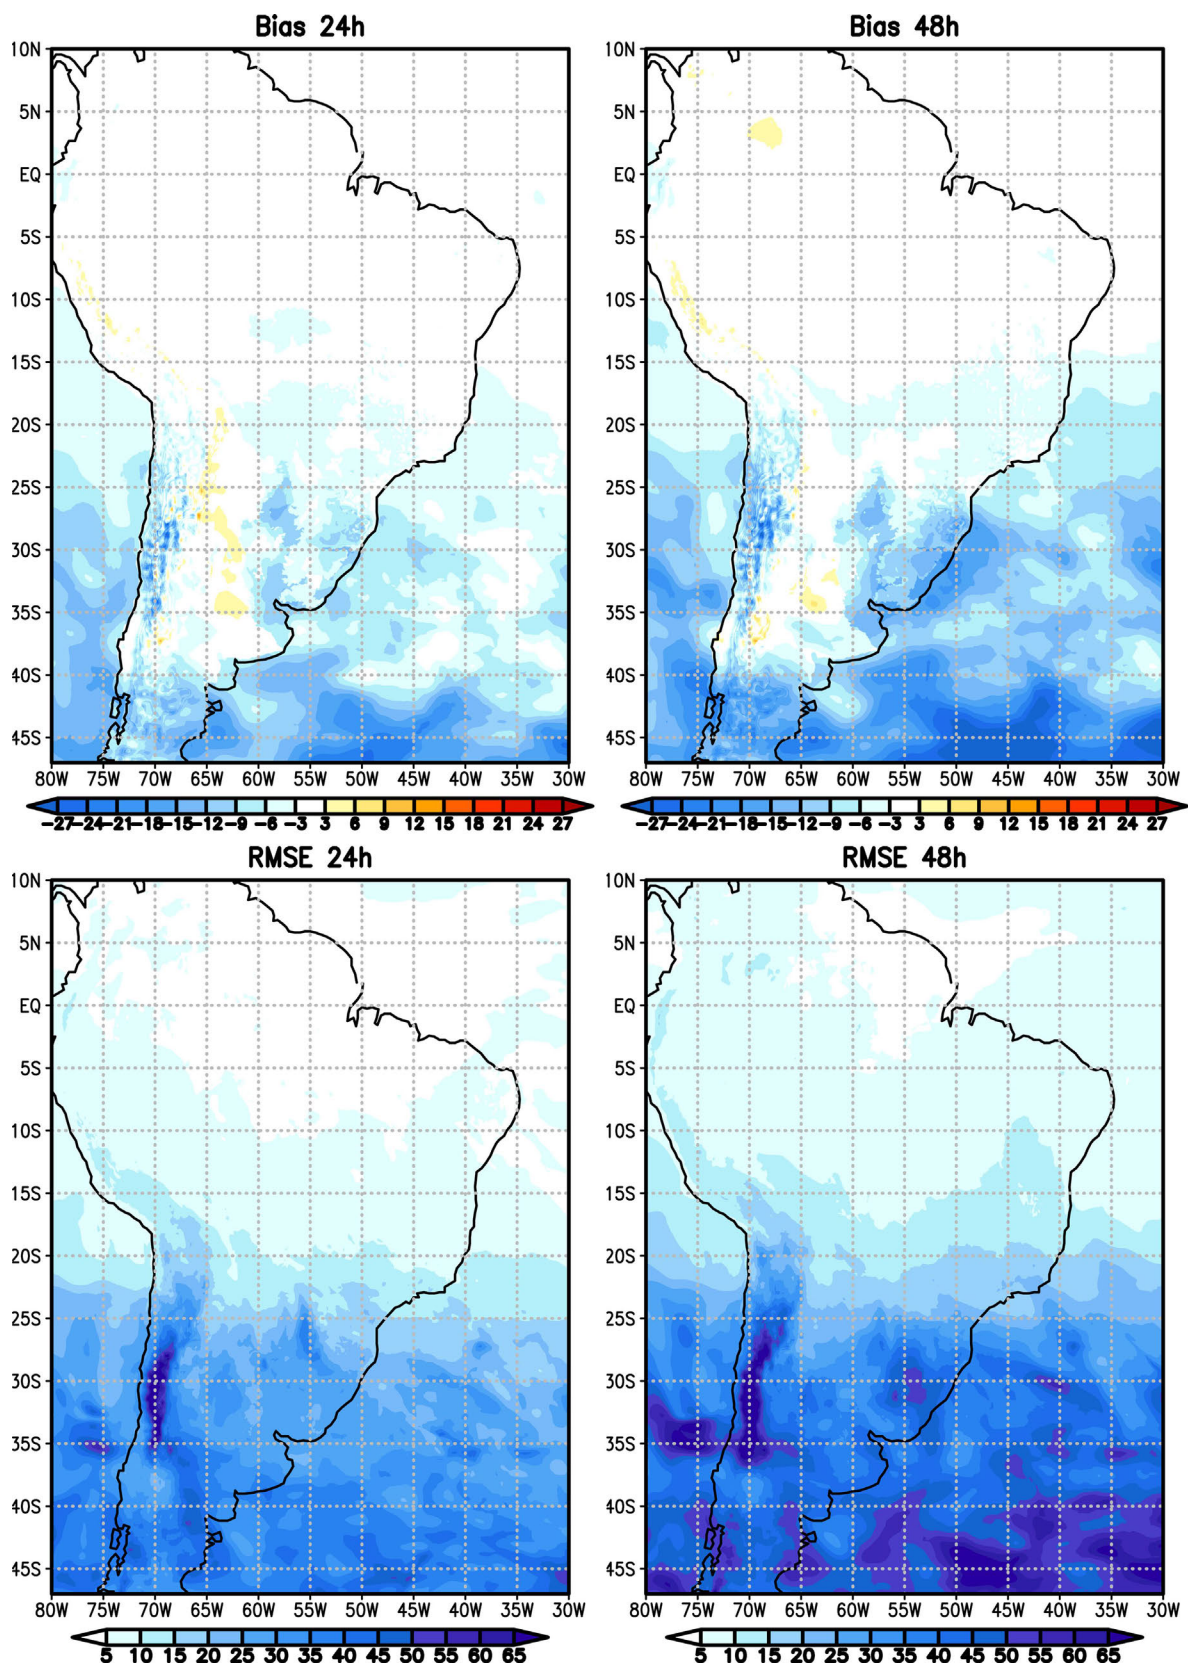 Bias 24h
10N
5N
EQ
5S
10S
15S
20S
25S
30S
35S
40S
45S
80W 75W 70W 65W 60W 55W 50W 45W 40W 35W 30W
−27−24−21−18−15−12−9 −6 −3 3 6 9 12 15 18 21 24 27
Bias 48h
10N
5N
EQ
5S
10S
15S
20S
25S
30S
35S
40S
45S
80W 75W 70W 65W 60W 55W 50W 45W 40W 35W 30W
−27−24−21−18−15−12−9 −6 −3 3 6 9 12 15 18 21 24 27
RMSE 24h
10N
5N
EQ
5S
10S
15S
20S
25S
30S
35S
40S
45S
80W 75W 70W 65W 60W 55W 50W 45W 40W 35W 30W
5 10 15 20 25 30 35 40 45 50 55 60 65
RMSE 48h
10N
5N
EQ
5S
10S
15S
20S
25S
30S
35S
40S
45S
80W 75W 70W 65W 60W 55W 50W 45W 40W 35W 30W
5 10 15 20 25 30 35 40 45 50 55 60 65